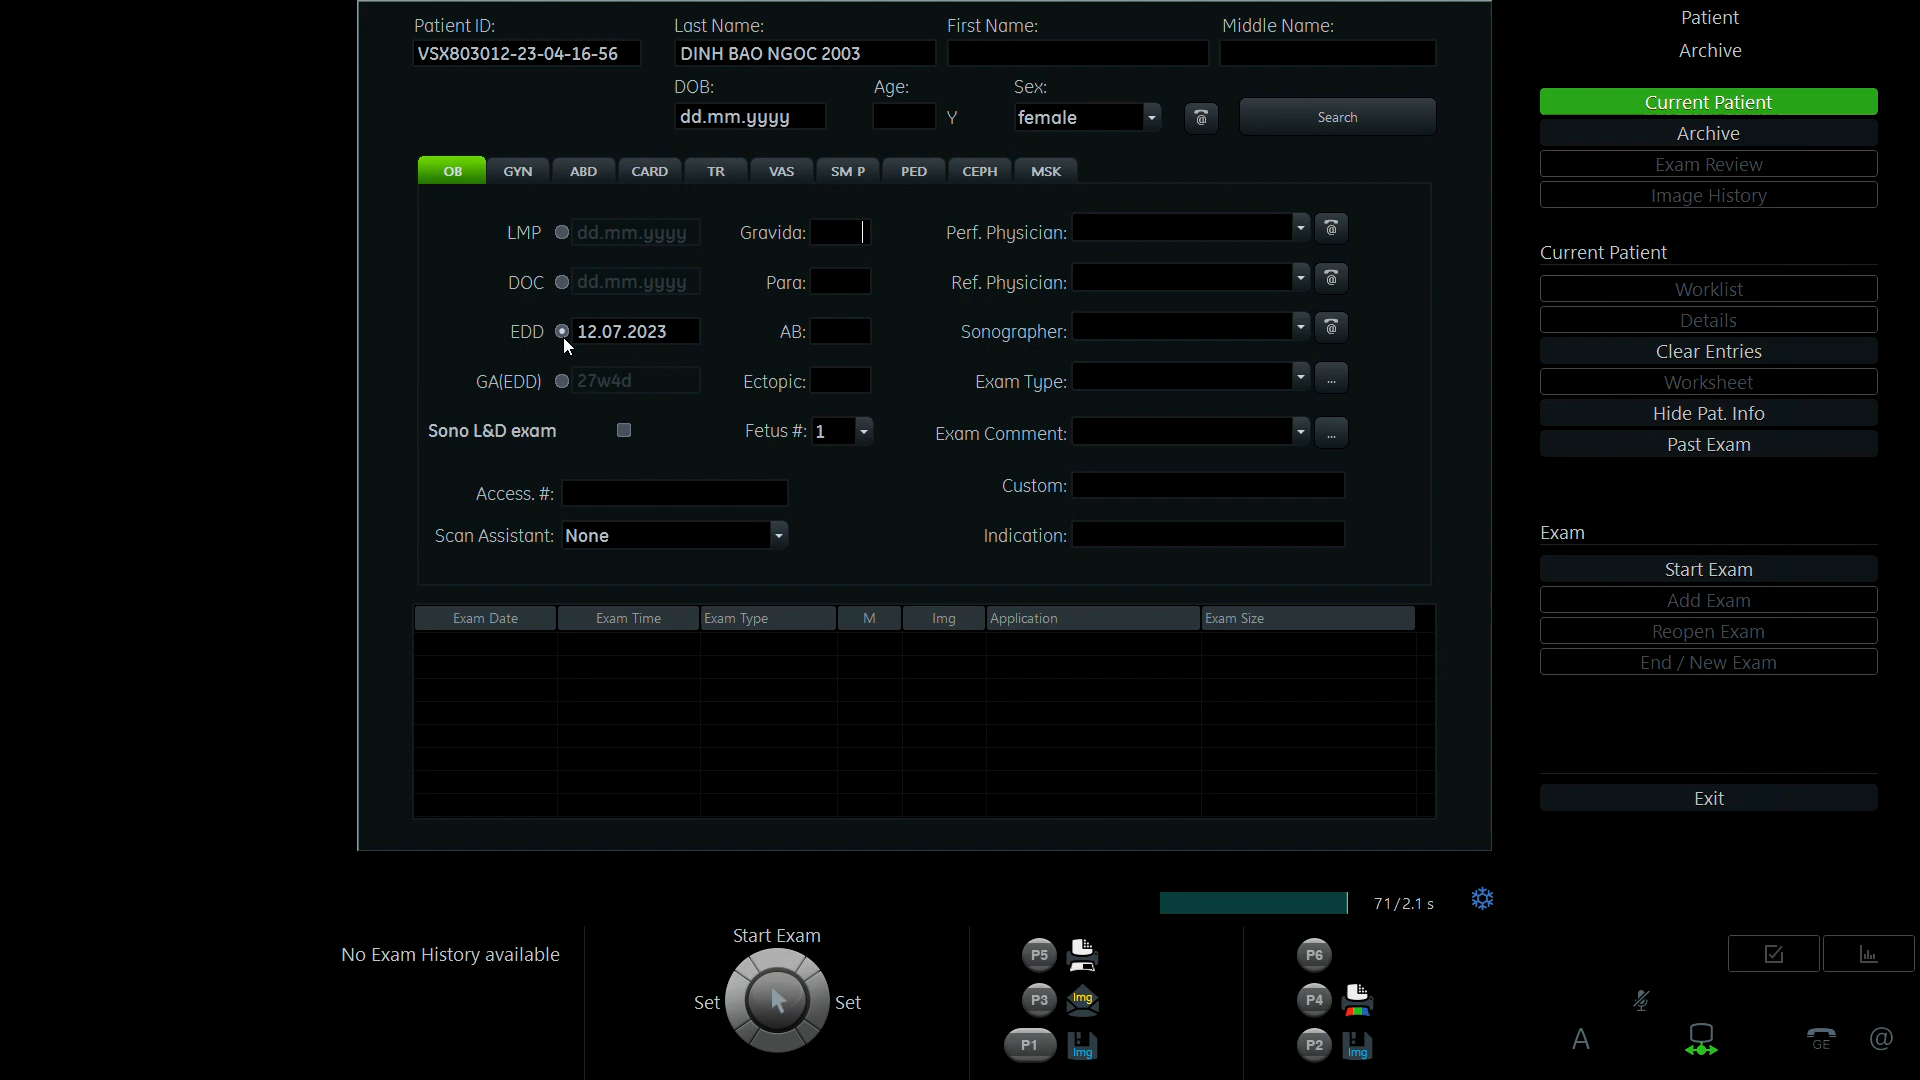 Patient ID: Last Name: First Name: Middle Name:
VSX803012-23-04-16-56 DINH BAO NGOC 2003
DOB: Age: Sex:
dd.mm.yyyy Y female @ Search
OB GYN ABD CARD TR VAS SM P PED CEPH MSK
LMP dd.mm.yyyy Gravida: Perf. Physician: @
DOC dd.mm.yyyy Para: Ref. Physician: @
EDD 12.07.2023 AB: Sonographer: @
GA(EDD) 27w4d Ectopic: Exam Type: ...
Sono L&D exam Fetus #: 1 Exam Comment: ...
Access. #: Custom:
Scan Assistant: None Indication:
Exam Date Exam Time Exam Type M Img Application Exam Size
Patient
Archive
Current Patient
Archive
Exam Review
Image History
Current Patient
Worklist
Details
Clear Entries
Worksheet
Hide Pat. Info
Past Exam
Exam
Start Exam
Add Exam
Reopen Exam
End / New Exam
Exit
71/2.1 s
No Exam History available
Start Exam
Set Set
P5
P3 Img
P1 Img
P6
P4
P2 Img
A GE @